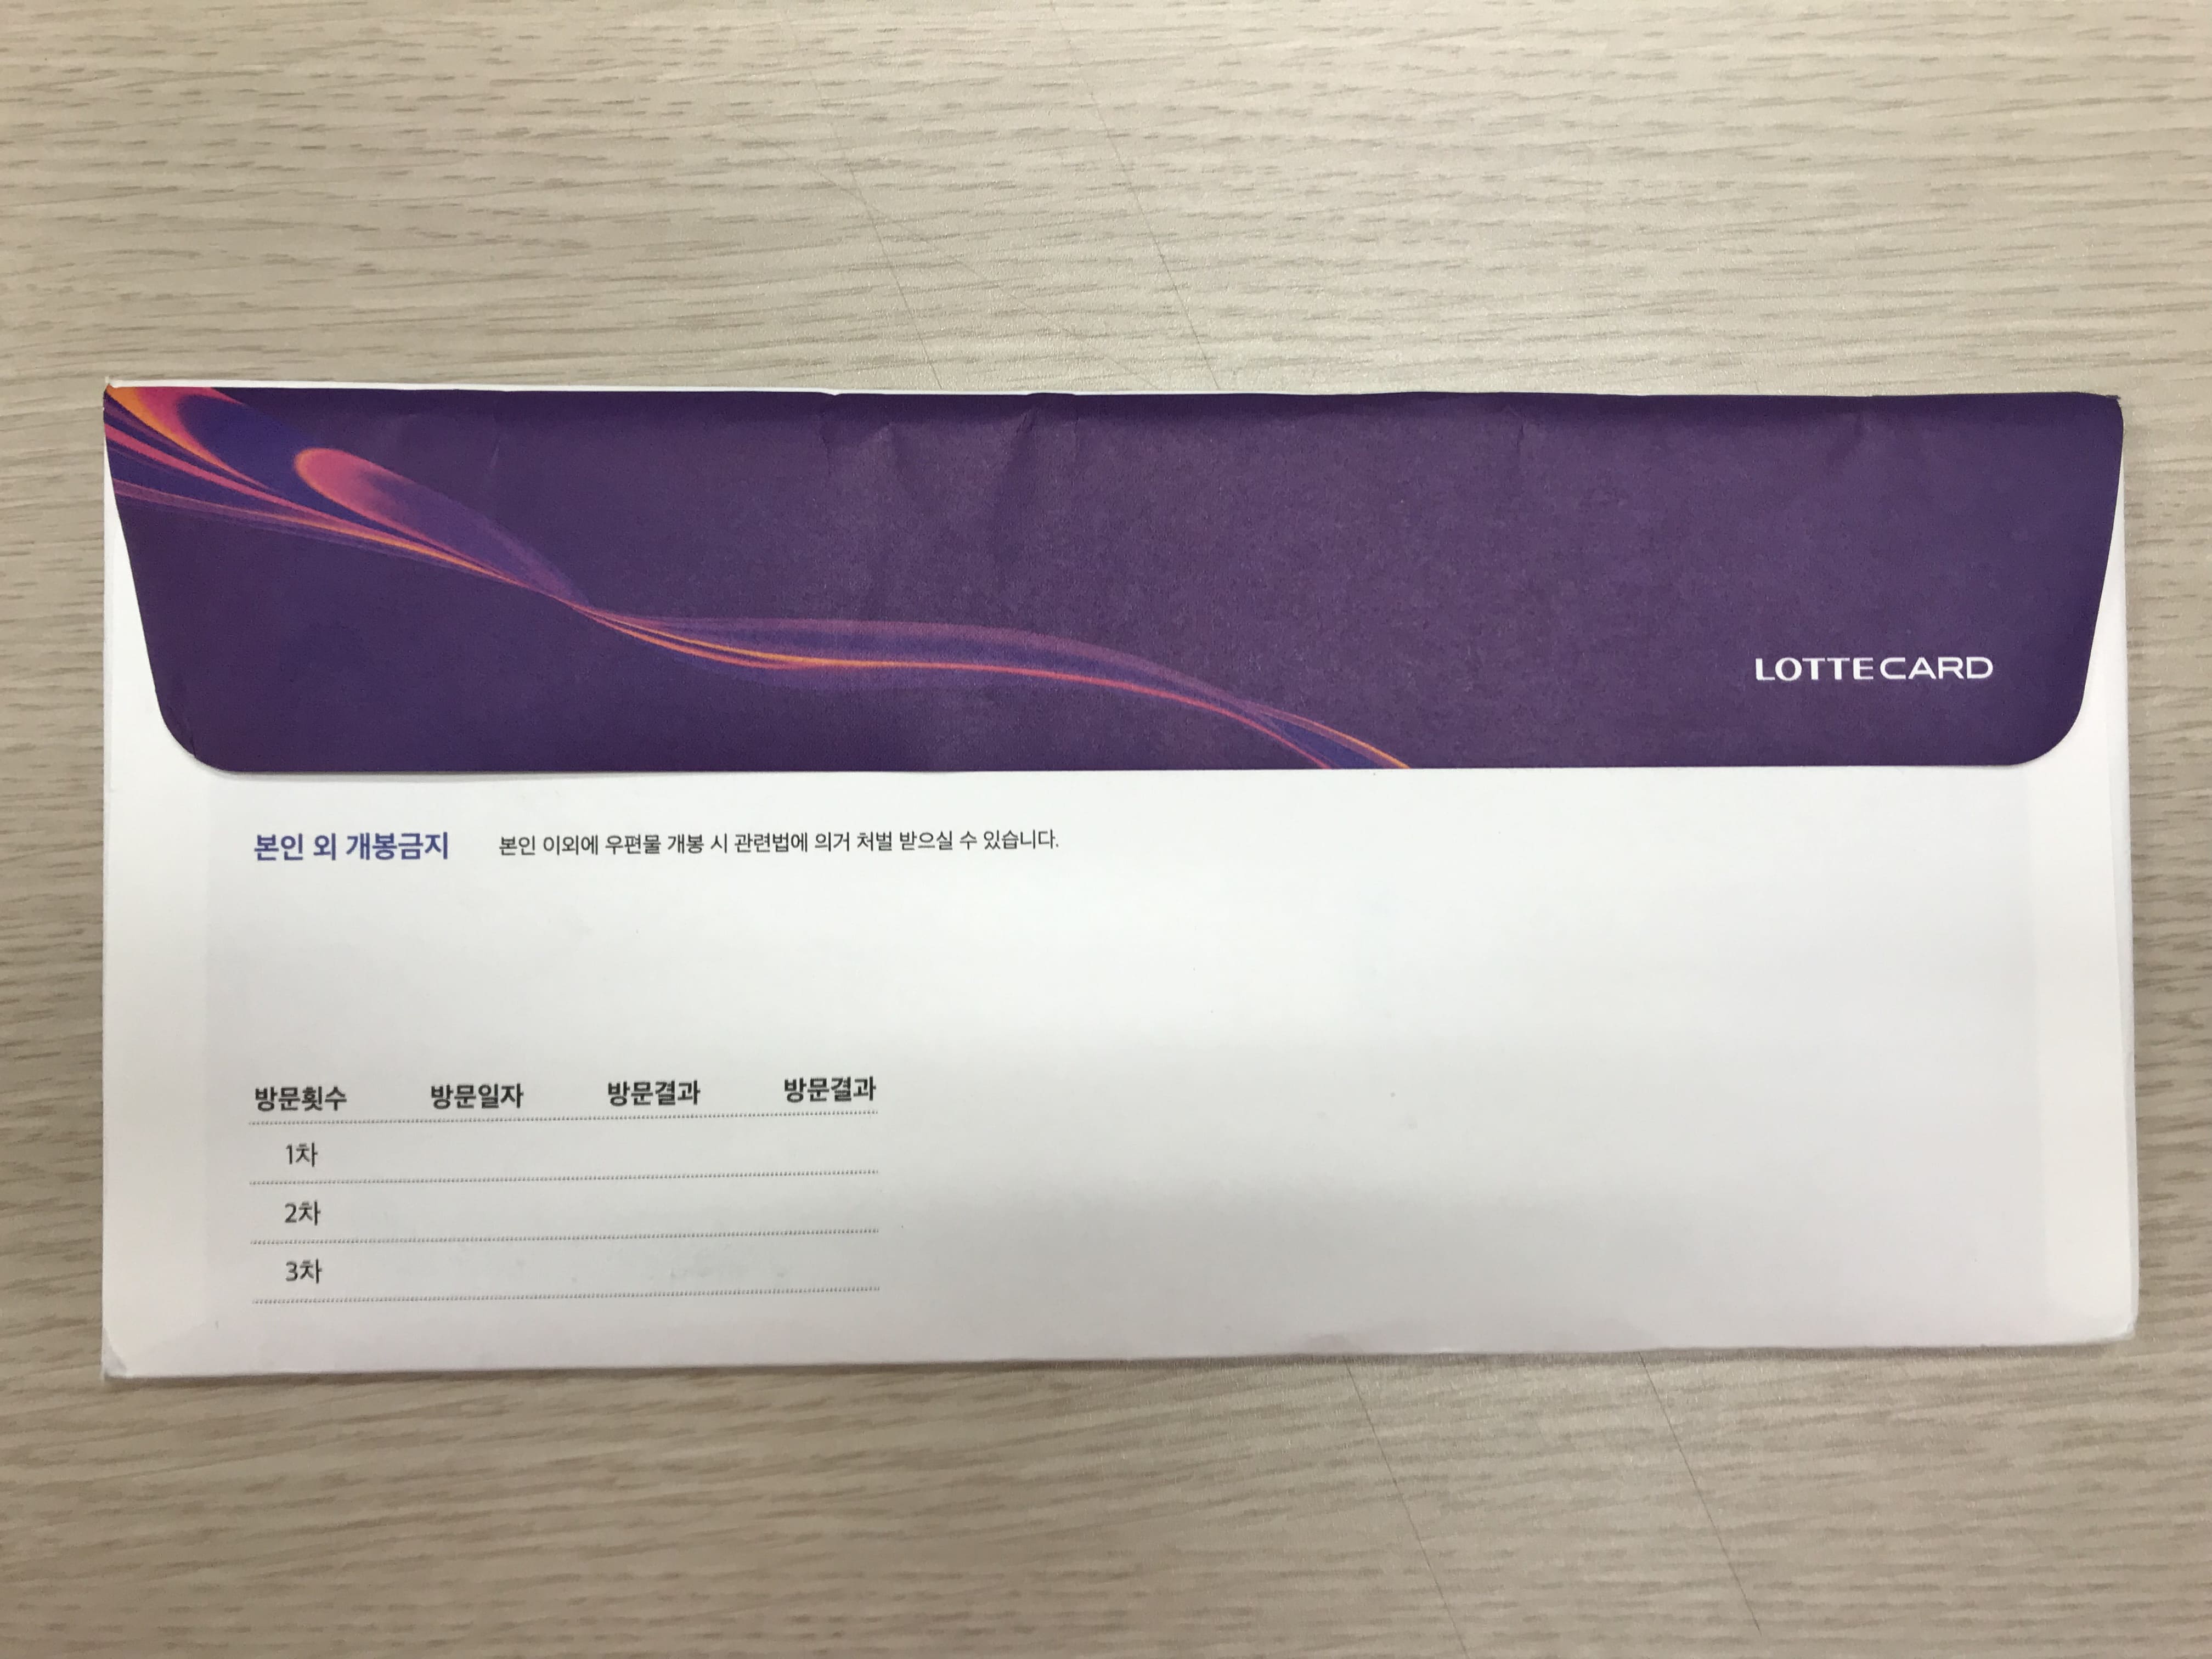 LOTTE CARD
본인 외 개봉금지 본인 이외에 우편물 개봉 시 관련법에 의거 처벌 받으실 수 있습니다.
방문횟수 방문일자 방문결과 방문결과
1차
2차
3차